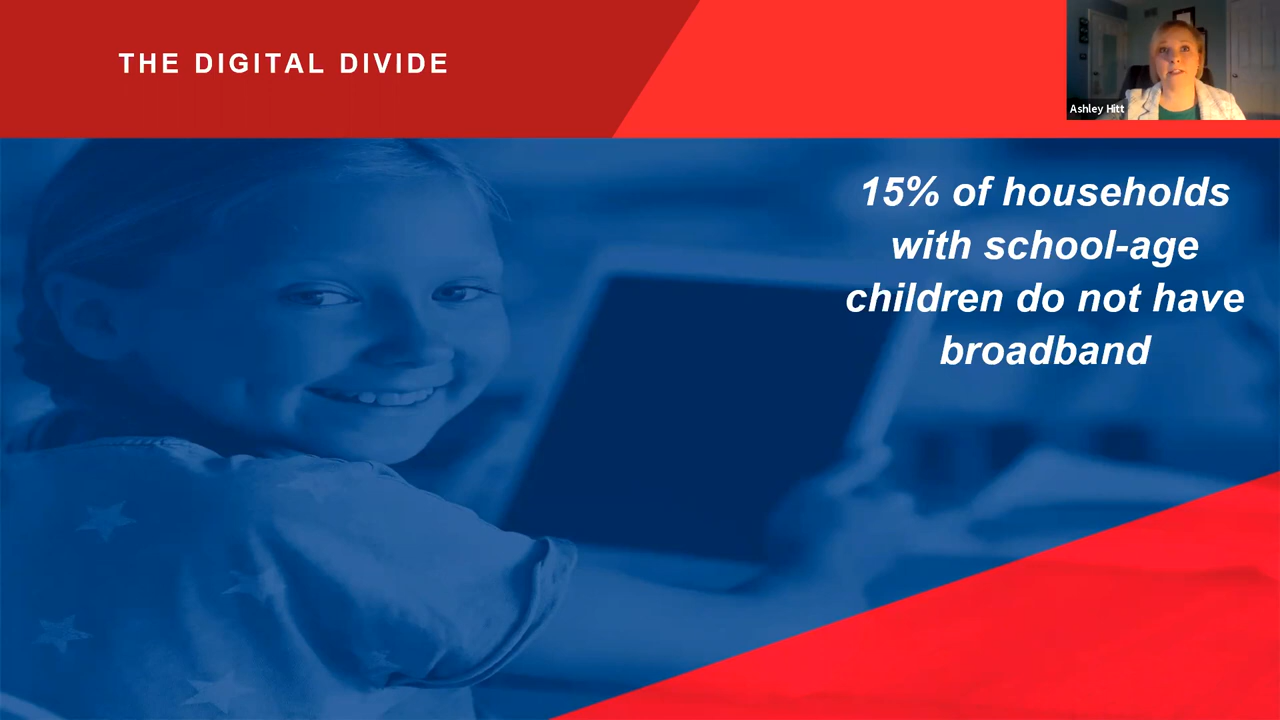 THE DIGITAL DIVIDE
Ashley Hitt
15% of households
with school-age
children do not have
broadband